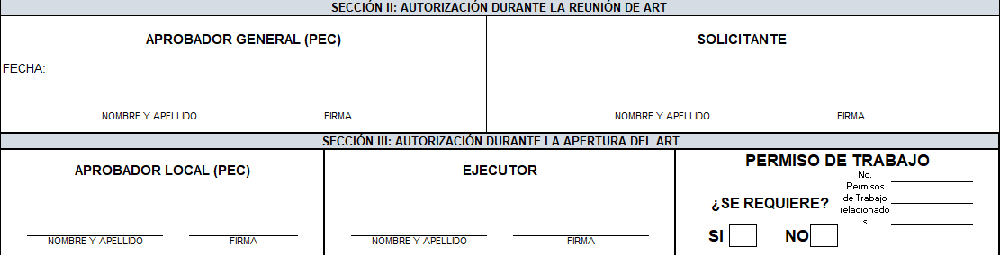 SECCIÓN II: AUTORIZACIÓN DURANTE LA REUNIÓN DE ART
APROBADOR GENERAL (PEC)
SOLICITANTE
FECHA:
NOMBRE Y APELLIDO
FIRMA
NOMBRE Y APELLIDO
FIRMA
SECCIÓN III: AUTORIZACIÓN DURANTE LA APERTURA DEL ART
APROBADOR LOCAL (PEC)
NOMBRE Y APELLIDO
FIRMA
EJECUTOR
NOMBRE Y APELLIDO
FIRMA
PERMISO DE TRABAJO
¿SE REQUIERE?
No.
Permisos
de Trabajo
relacionado
s
SI
NO